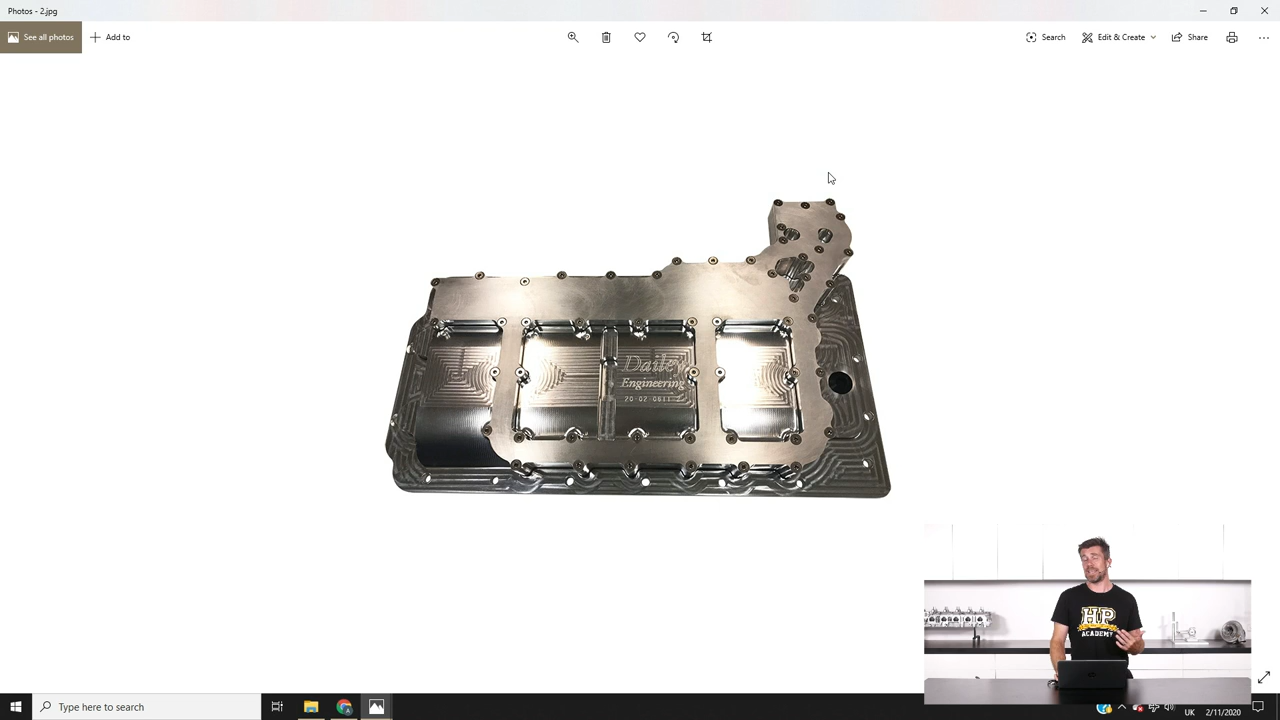 Photos - 2.jpg
See all photos
Add to
Search
Edit & Create
Share
Dailey
Engineering
HP
ACADEMY
Type here to search
UK
2/11/2020